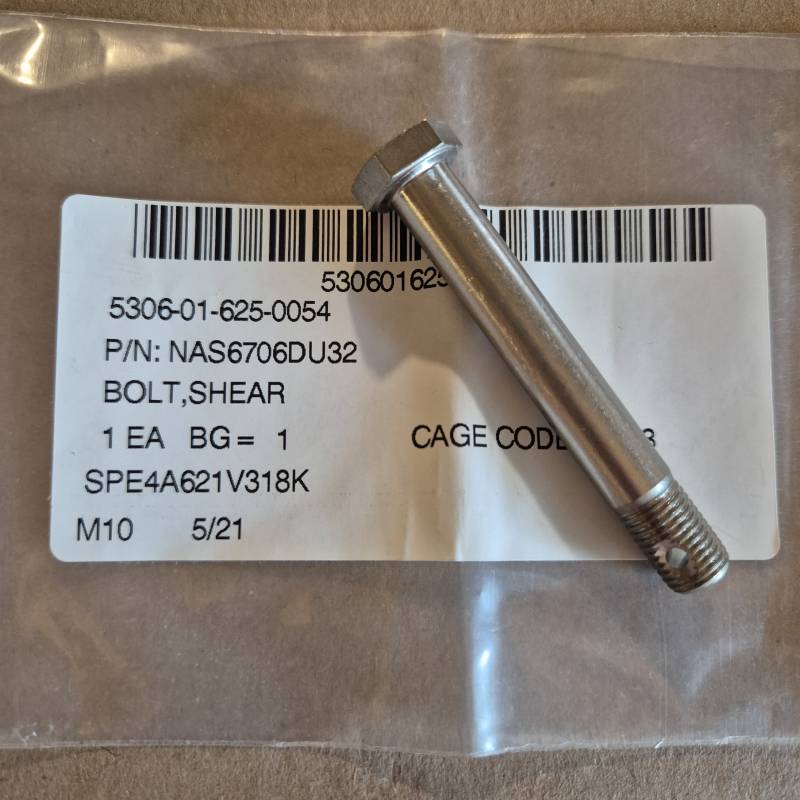 530601625
5306-01-625-0054
P/N: NAS6706DU32
BOLT,SHEAR
1 EA BG = 1
CAGE CODE
SPE4A621V318K
M10 5/21